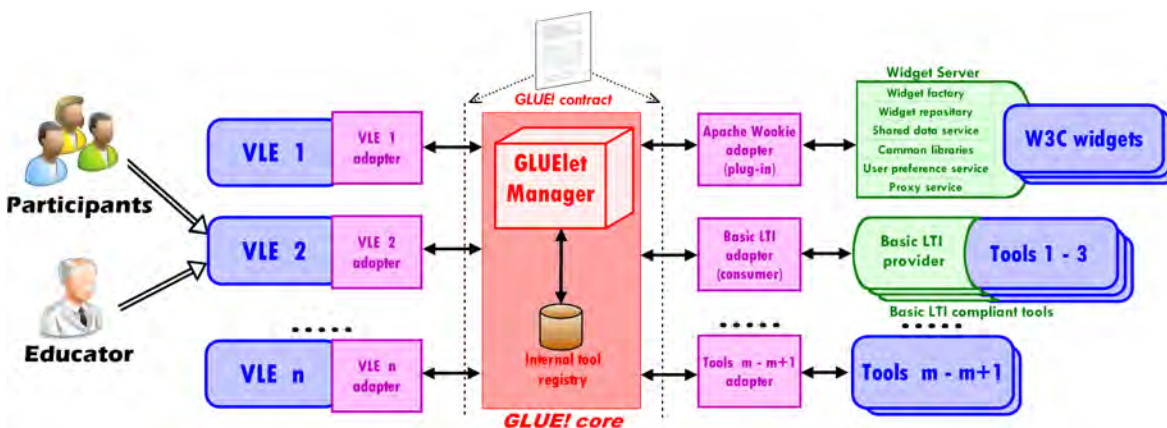 Participants
Educator
VLE 1
VLE 1
adapter
VLE 2
VLE 2
adapter
.....
VLE n
VLE n
adapter
GLUE! contract
GLUElet
Manager
Internal tool
registry
GLUE! core
Apache Wookie
adapter
(plug-in)
Basic LTI
adapter
(consumer)
.....
Tools m - m+1
adapter
Widget Server
Widget factory
Widget repository
Shared data service
Common libraries
User preference service
Proxy service
W3C widgets
Basic LTI
provider
Tools 1 - 3
Basic LTI compliant tools
.....
Tools m - m+1